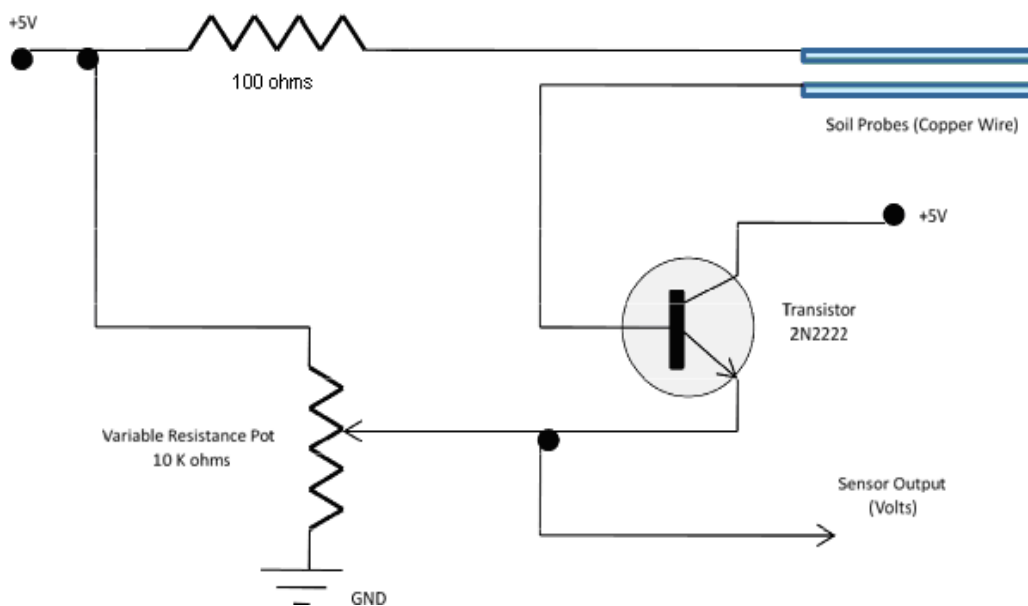 +5V
100 ohms
Soil Probes (Copper Wire)
+5V
Transistor
2N2222
Variable Resistance Pot
10 K ohms
Sensor Output
(Volts)
GND